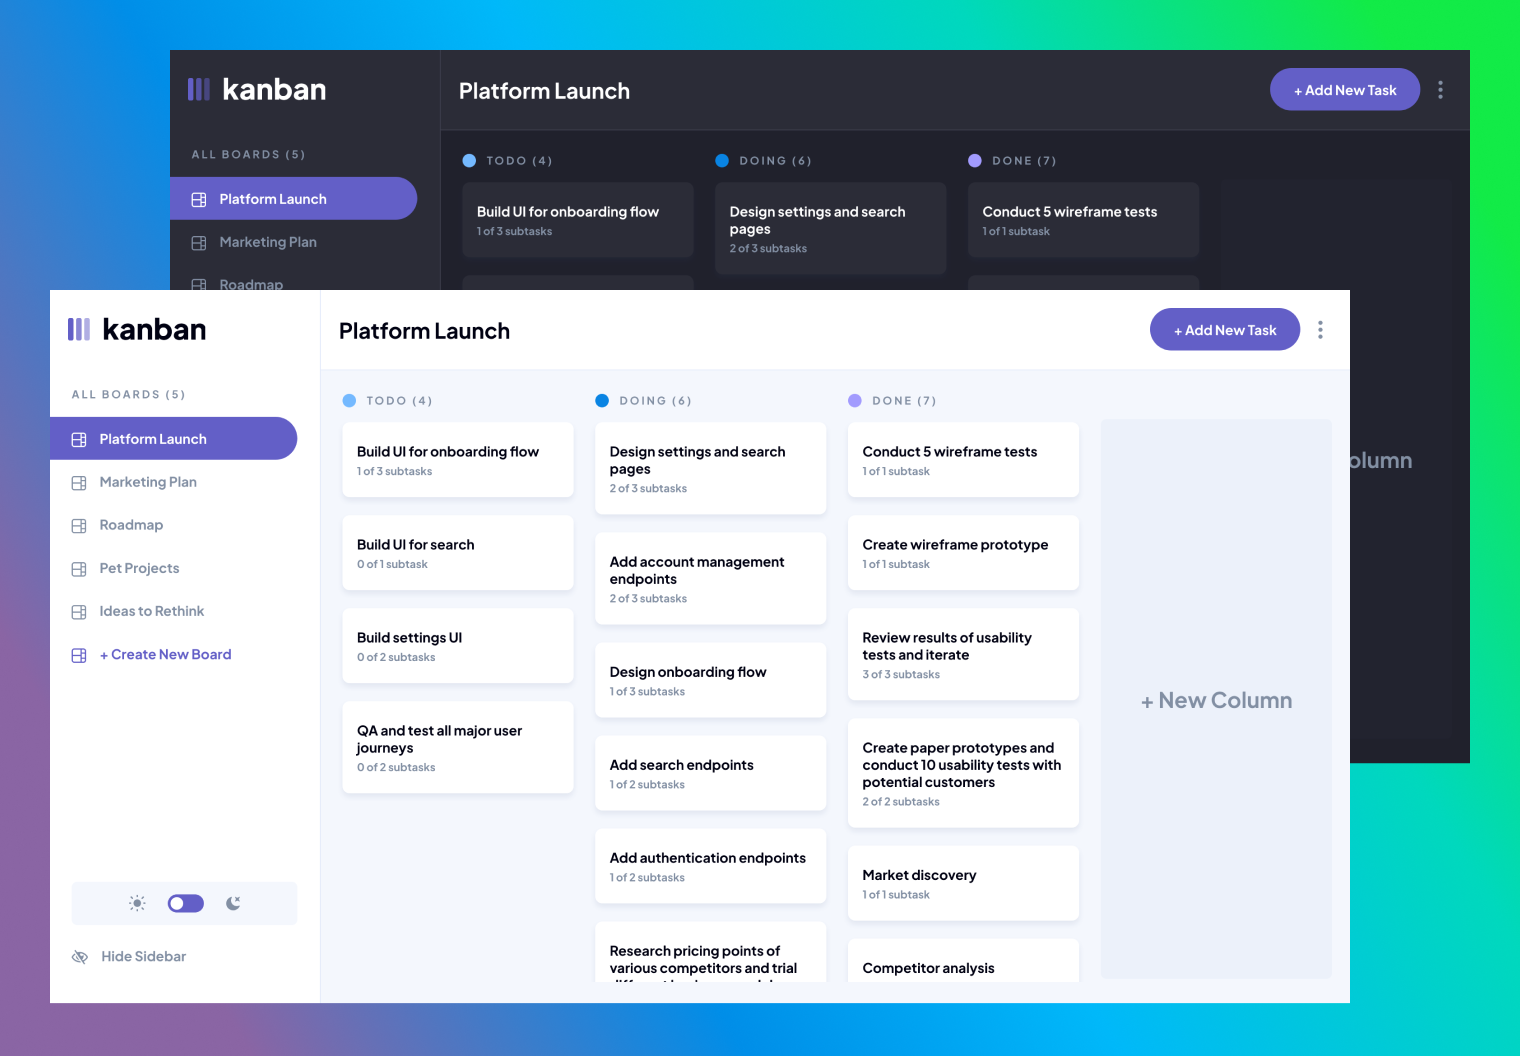 kanban
Platform Launch
+ Add New Task
ALL BOARDS (5)
Platform Launch
Marketing Plan
Roadmap
TODO (4)
Build UI for onboarding flow
1 of 3 subtasks
DOING (6)
Design settings and search
pages
2 of 3 subtasks
DONE (7)
Conduct 5 wireframe tests
1 of 1 subtask
olumn
kanban
Platform Launch
+ Add New Task
ALL BOARDS (5)
Platform Launch
Marketing Plan
Roadmap
Pet Projects
Ideas to Rethink
+ Create New Board
Hide Sidebar
TODO (4)
Build UI for onboarding flow
1 of 3 subtasks
Build UI for search
0 of 1 subtask
Build settings UI
0 of 2 subtasks
QA and test all major user
journeys
0 of 2 subtasks
DOING (6)
Design settings and search
pages
2 of 3 subtasks
Add account management
endpoints
2 of 3 subtasks
Design onboarding flow
1 of 3 subtasks
Add search endpoints
1 of 2 subtasks
Add authentication endpoints
1 of 2 subtasks
Research pricing points of
various competitors and trial
DONE (7)
Conduct 5 wireframe tests
1 of 1 subtask
Create wireframe prototype
1 of 1 subtask
Review results of usability
tests and iterate
3 of 3 subtasks
Create paper prototypes and
conduct 10 usability tests with
potential customers
2 of 2 subtasks
Market discovery
1 of 1 subtask
Competitor analysis
+ New Column